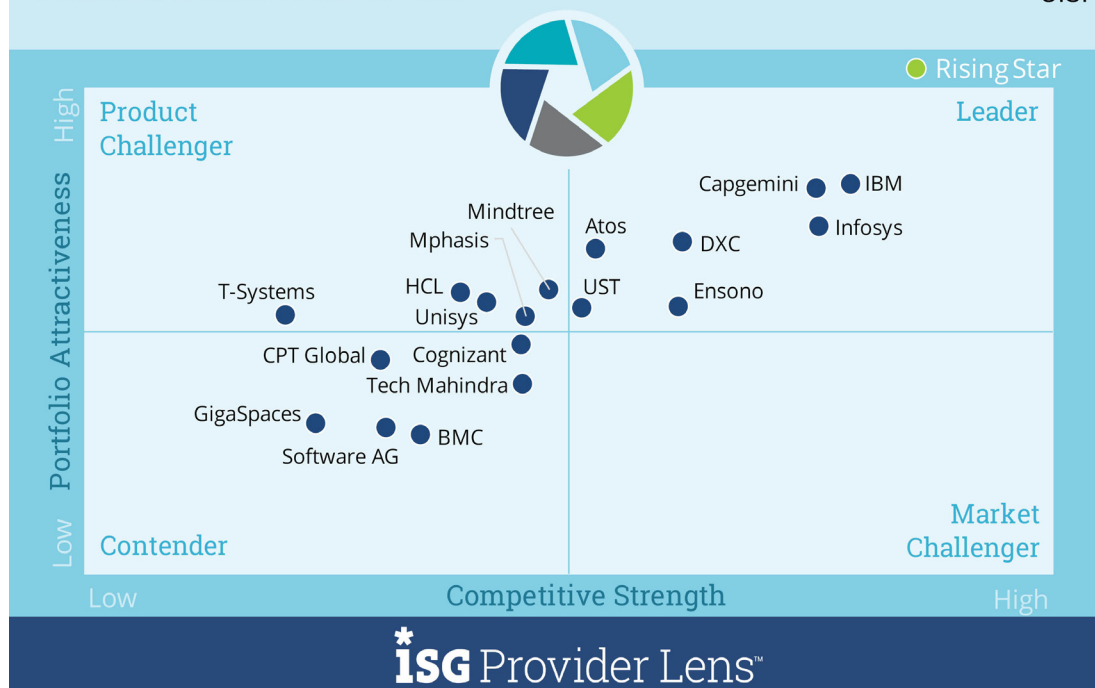 Rising Star
High
Product
Challenger
Leader
Capgemini
IBM
Mindtree
Infosys
Atos
Mphasis
DXC
T-Systems
HCL
UST
Ensono
Unisys
Portfolio Attractiveness
CPT Global
Cognizant
Tech Mahindra
GigaSpaces
BMC
Software AG
Low
Contender
Market
Challenger
Low
Competitive Strength
High
ISG Provider Lens™